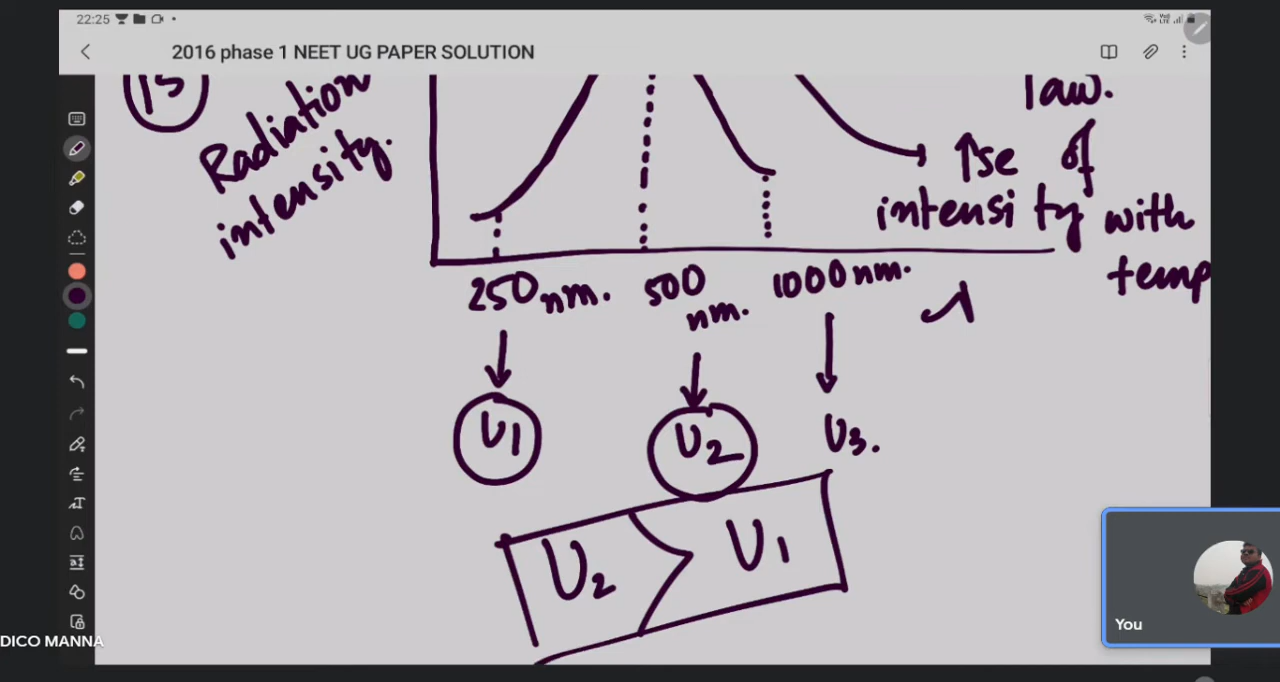 22:25
2016 phase 1 NEET UG PAPER SOLUTION
15
Radiation
intensity.
law.
↑se of
intensity with
temp
250nm. 500 nm. 1000nm.
λ
U1 U2 U3.
U2 > U1
You
DICO MANNA